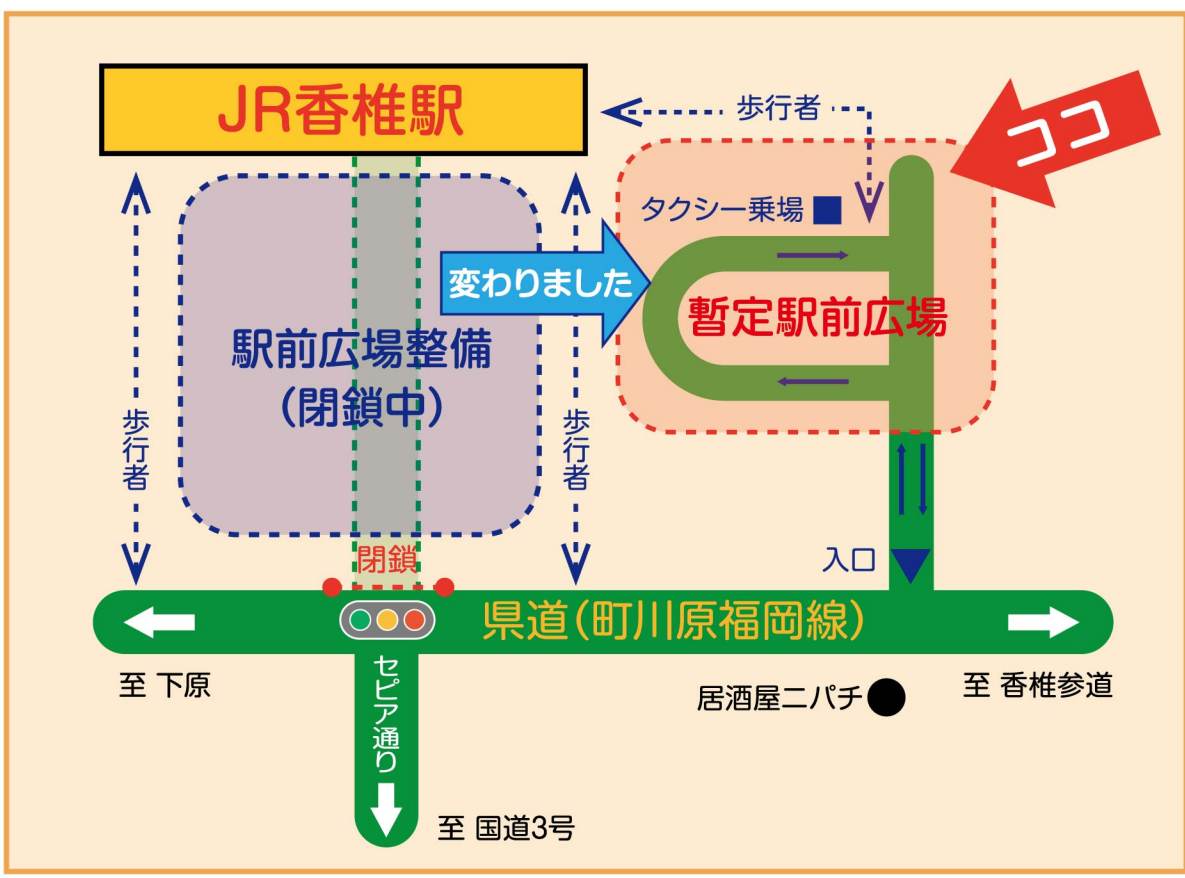 JR香椎駅
歩行者
ココ
タクシー乗場
変わりました
暫定駅前広場
駅前広場整備
(閉鎖中)
歩行者
歩行者
閉鎖
入口
県道(町川原福岡線)
至 下原
セピア通り
居酒屋ニパチ
至 香椎参道
至 国道3号